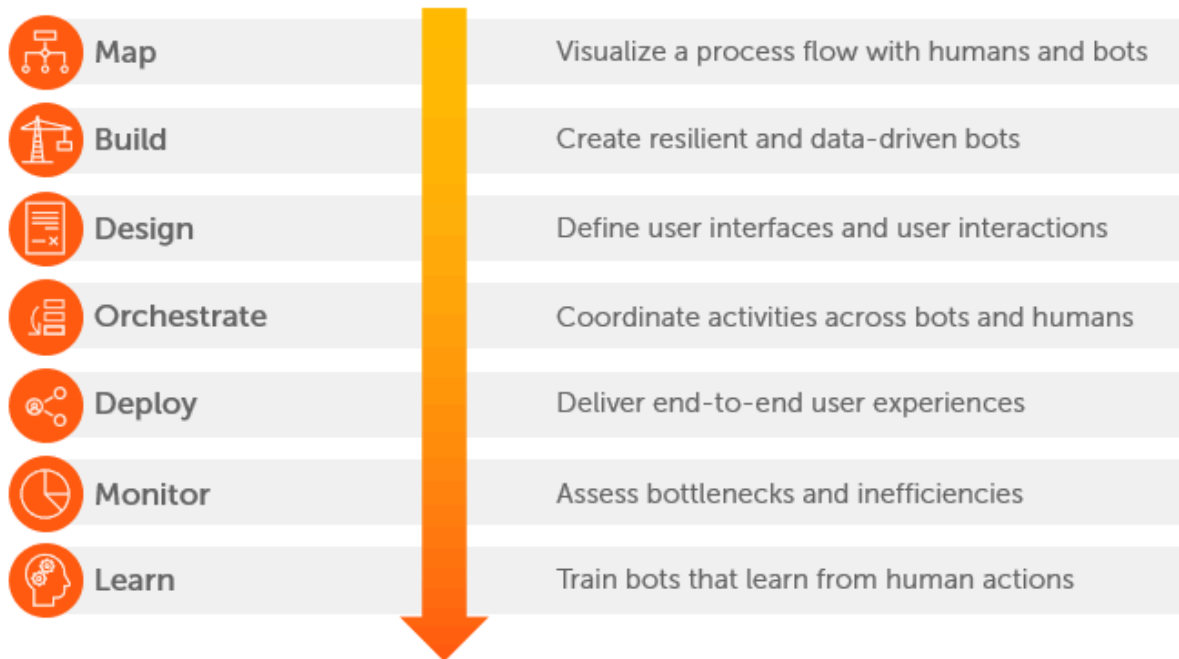 Map
Visualize a process flow with humans and bots
Build
Create resilient and data-driven bots
Design
Define user interfaces and user interactions
Orchestrate
Coordinate activities across bots and humans
Deploy
Deliver end-to-end user experiences
Monitor
Assess bottlenecks and inefficiencies
Learn
Train bots that learn from human actions